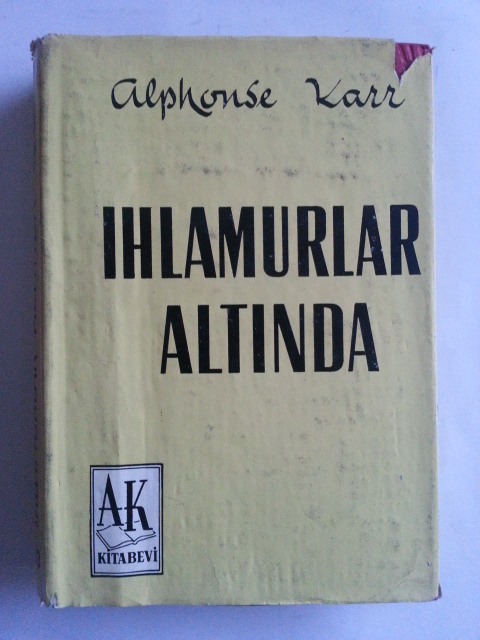 Alphonse Karr
IHLAMURLAR
ALTINDA
AK
KITABEVİ